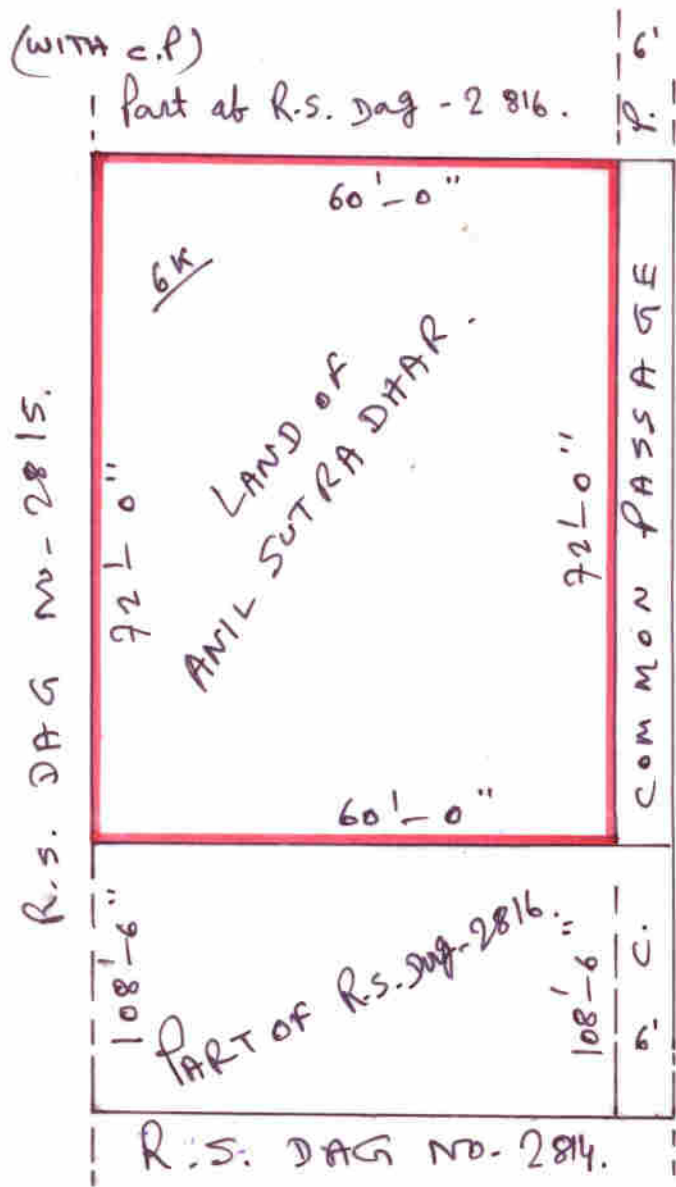 (WITH C.P)
Part of R.S. Dag - 2816.
P. 6'
60'-0"
6K
LAND OF
ANIL SUTRADHAR.
R.S. DAG NO- 2815.
72'-0"
72'-0"
COMMON PASSAGE
60'-0"
108'-6"
PART OF R.S. Dag-2816.
108'-6"
6' C.
R.S. DAG NO- 2814.